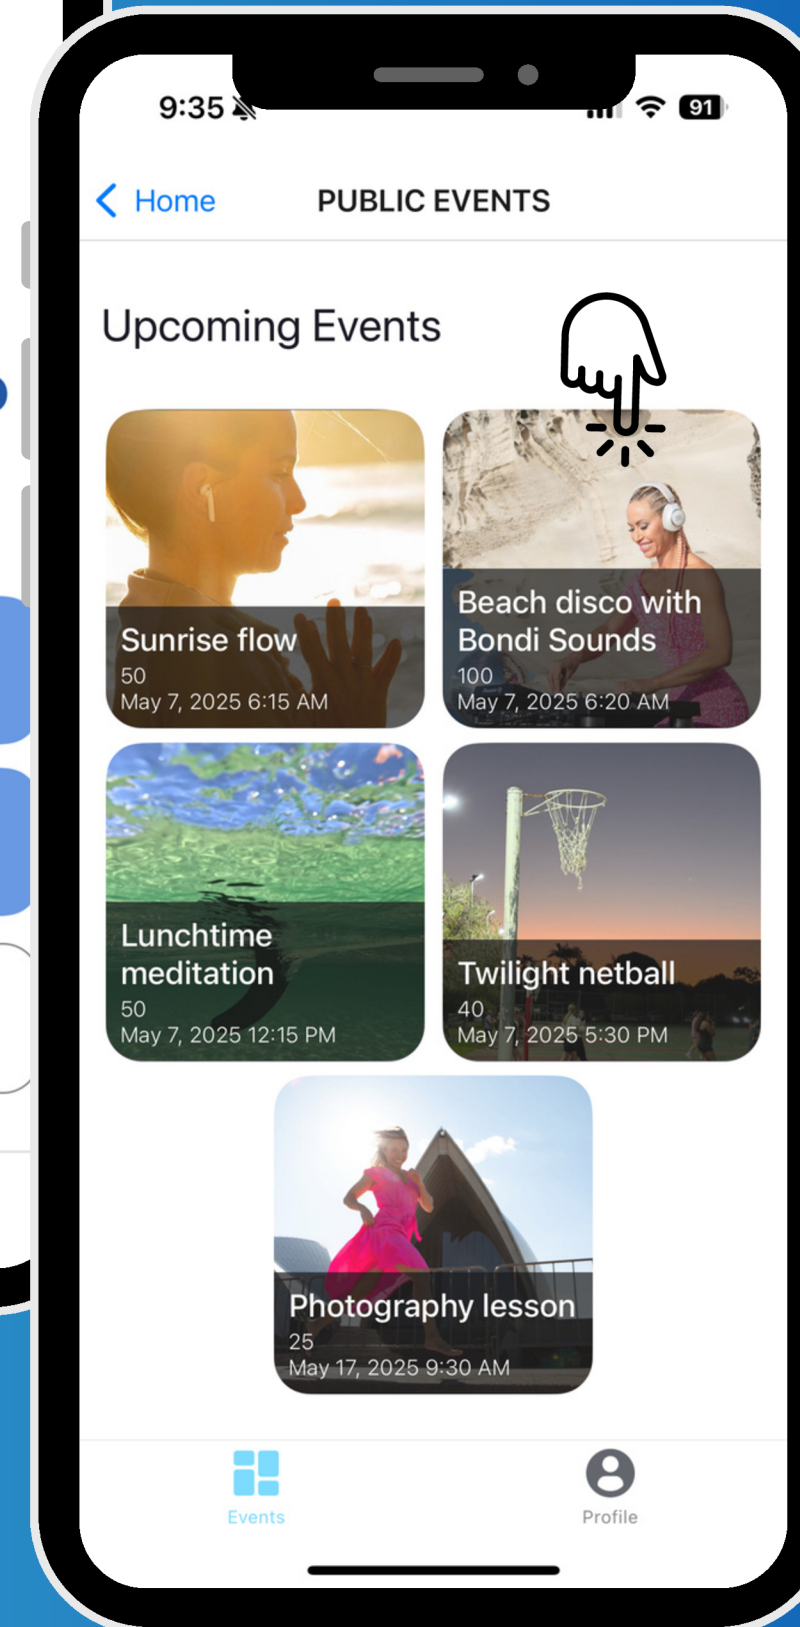 9:35
91
Home
PUBLIC EVENTS
Upcoming Events
Sunrise flow
50
May 7, 2025 6:15 AM
Beach disco with
Bondi Sounds
100
May 7, 2025 6:20 AM
Lunchtime
meditation
50
May 7, 2025 12:15 PM
Twilight netball
40
May 7, 2025 5:30 PM
Photography lesson
25
May 17, 2025 9:30 AM
Events
Profile